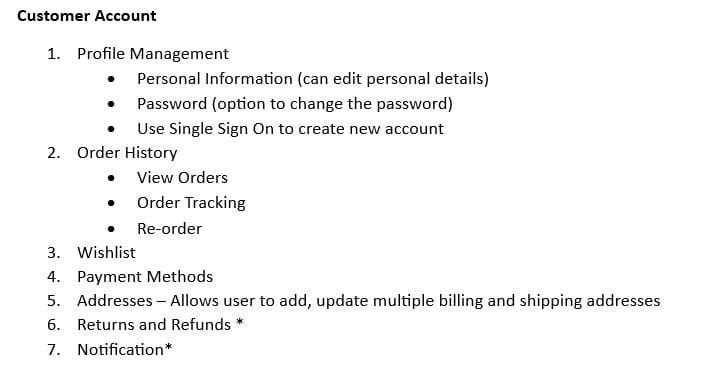 Customer Account
1. Profile Management
• Personal Information (can edit personal details)
• Password (option to change the password)
• Use Single Sign On to create new account
2. Order History
• View Orders
• Order Tracking
• Re-order
3. Wishlist
4. Payment Methods
5. Addresses – Allows user to add, update multiple billing and shipping addresses
6. Returns and Refunds *
7. Notification*